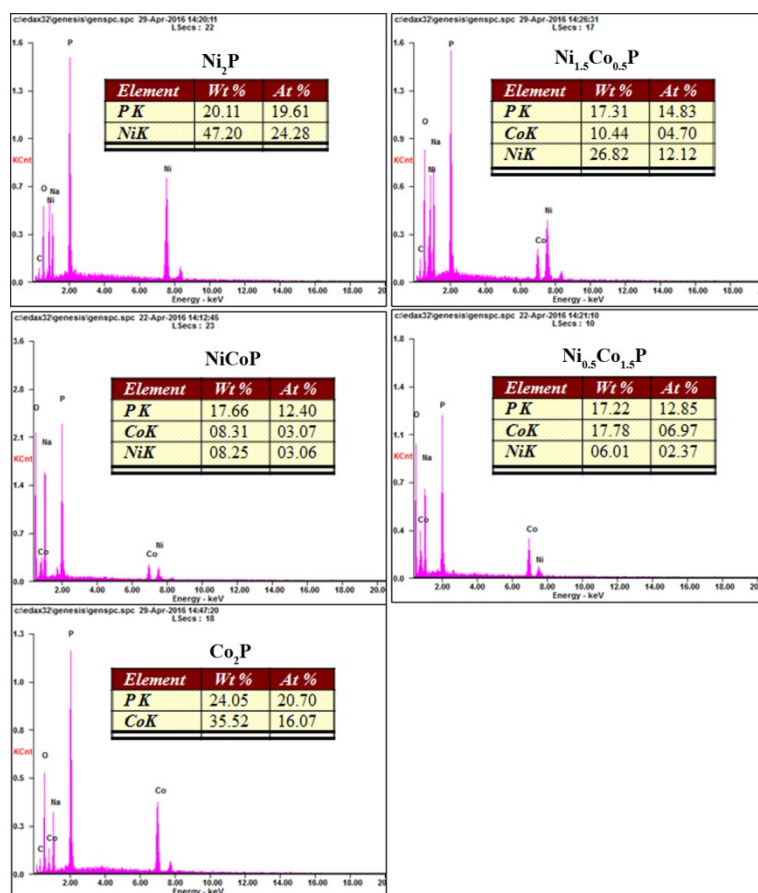 c:\edax32\genesis\genspc.spc 29-Apr-2016 14:20:11
LSecs : 22
Ni₂P
Element Wt % At %
P K 20.11 19.61
NiK 47.20 24.28
1.6
1.3
1.0
KCnt
0.7
0.3
0.0
P
O
Na
Ni
C
Ni
2.00 4.00 6.00 8.00 10.00 12.00 14.00 16.00 18.00 20.0
Energy - keV
c:\edax32\genesis\genspc.spc 29-Apr-2016 14:26:31
LSecs : 17
Ni₁.₅Co₀.₅P
Element Wt % At %
P K 17.31 14.83
CoK 10.44 04.70
NiK 26.82 12.12
1.6
1.3
0.9
KCnt
0.6
0.3
0.0
P
O
Na
Ni
C
Co
Ni
2.00 4.00 6.00 8.00 10.00 12.00 14.00 16.00 18.00 20.0
Energy - keV
c:\edax32\genesis\genspc.spc 22-Apr-2016 14:12:45
LSecs : 23
NiCoP
Element Wt % At %
P K 17.66 12.40
CoK 08.31 03.07
NiK 08.25 03.06
3.6
2.8
2.1
KCnt
1.4
0.7
0.0
O
P
Na
Co
Co
Ni
2.00 4.00 6.00 8.00 10.00 12.00 14.00 16.00 18.00 20.0
Energy - keV
c:\edax32\genesis\genspc.spc 22-Apr-2016 14:21:10
LSecs : 10
Ni₀.₅Co₁.₅P
Element Wt % At %
P K 17.22 12.85
CoK 17.78 06.97
NiK 06.01 02.37
1.8
1.4
1.1
KCnt
0.7
0.4
0.0
O
P
Na
Co
Co
Ni
2.00 4.00 6.00 8.00 10.00 12.00 14.00 16.00 18.00 20.0
Energy - keV
c:\edax32\genesis\genspc.spc 29-Apr-2016 14:47:20
LSecs : 18
Co₂P
Element Wt % At %
P K 24.05 20.70
CoK 35.52 16.07
1.3
1.0
0.8
KCnt
0.5
0.3
0.0
P
O
Na
Co
C
Co
2.00 4.00 6.00 8.00 10.00 12.00 14.00 16.00 18.00 20.0
Energy - keV